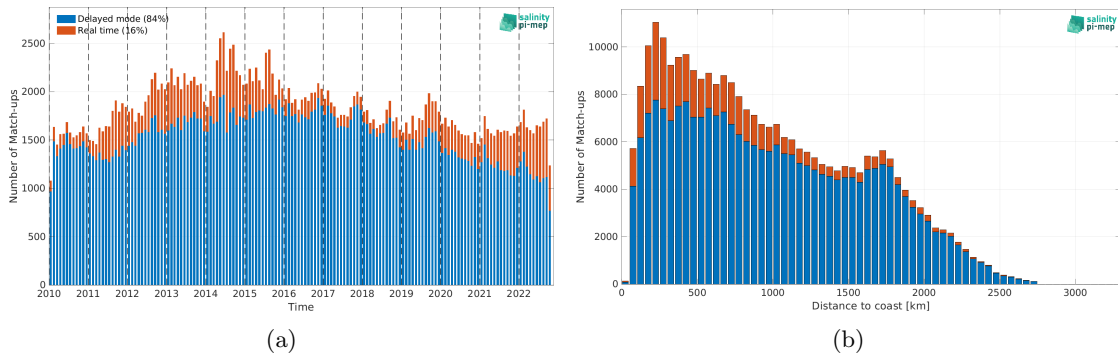 Delayed mode (84%)
Real time (16%)
salinity
pi-mep
2500
2000
1500
1000
500
0
Number of Match-ups
2010 2011 2012 2013 2014 2015 2016 2017 2018 2019 2020 2021 2022
Time
(a)
salinity
pi-mep
10000
8000
6000
4000
2000
0
Number of Match-ups
0 500 1000 1500 2000 2500 3000
Distance to coast [km]
(b)